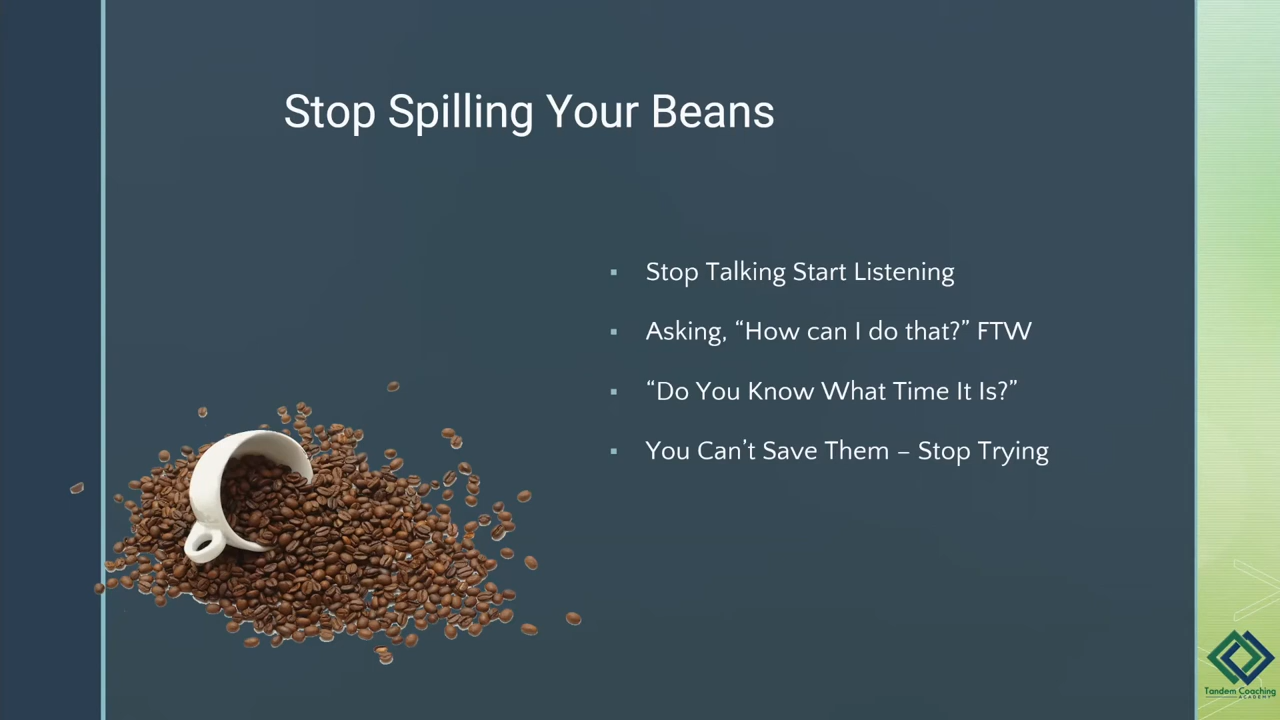 Stop Spilling Your Beans
Stop Talking Start Listening
Asking, “How can I do that?” FTW
“Do You Know What Time It Is?”
You Can’t Save Them – Stop Trying
Tandem Coaching
ACADEMY